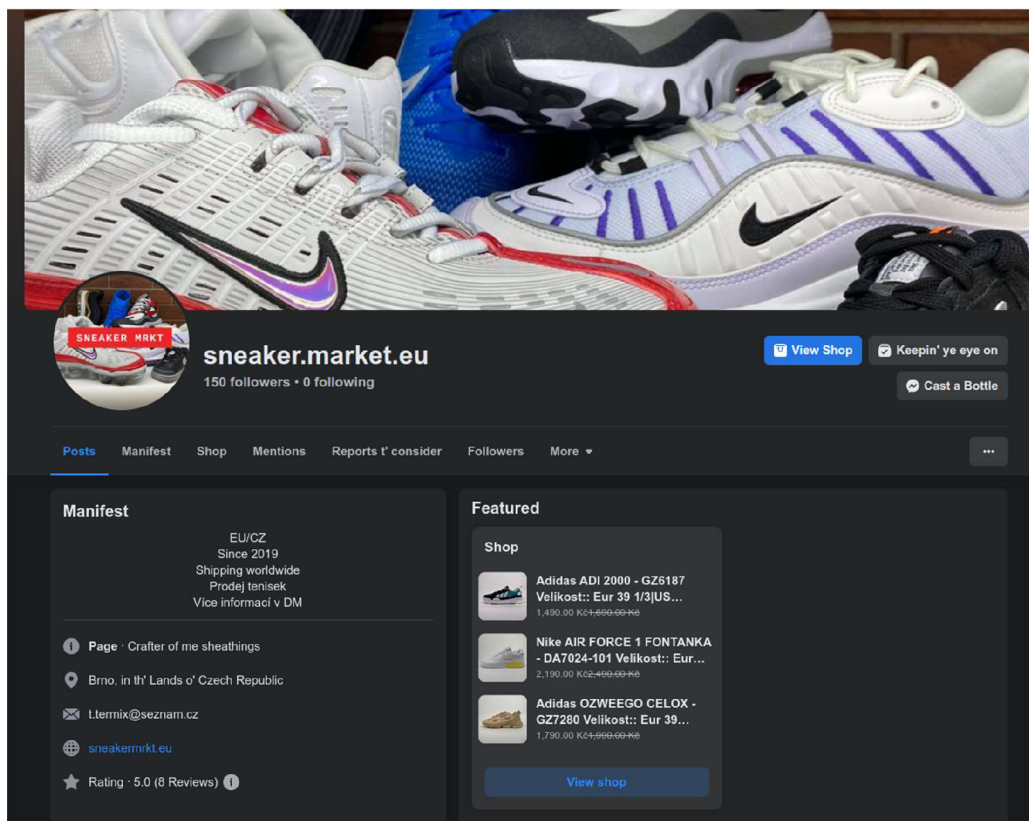 SNEAKER MRKT
sneaker.market.eu
150 followers • 0 following
View Shop
Keepin' ye eye on
Cast a Bottle
Posts
Manifest
Shop
Mentions
Reports t' consider
Followers
More
Manifest
EU/CZ
Since 2019
Shipping worldwide
Prodej tenisek
Více informací v DM
Page · Crafter of me sheathings
Brno, in th' Lands o' Czech Republic
t.termix@seznam.cz
sneakermrkt.eu
Rating · 5.0 (8 Reviews)
Featured
Shop
Adidas ADI 2000 - GZ6187
Velikost:: Eur 39 1/3|US...
1,490.00 Kč1,690.00 Kč
Nike AIR FORCE 1 FONTANKA
- DA7024-101 Velikost:: Eur...
2,190.00 Kč2,490.00 Kč
Adidas OZWEEGO CELOX -
GZ7280 Velikost:: Eur 39...
1,790.00 Kč1,990.00 Kč
View shop